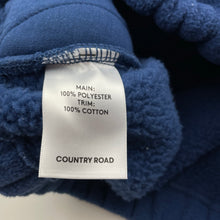 MAIN:
100% POLYESTER
TRIM:
100% COTTON
COUNTRY ROAD